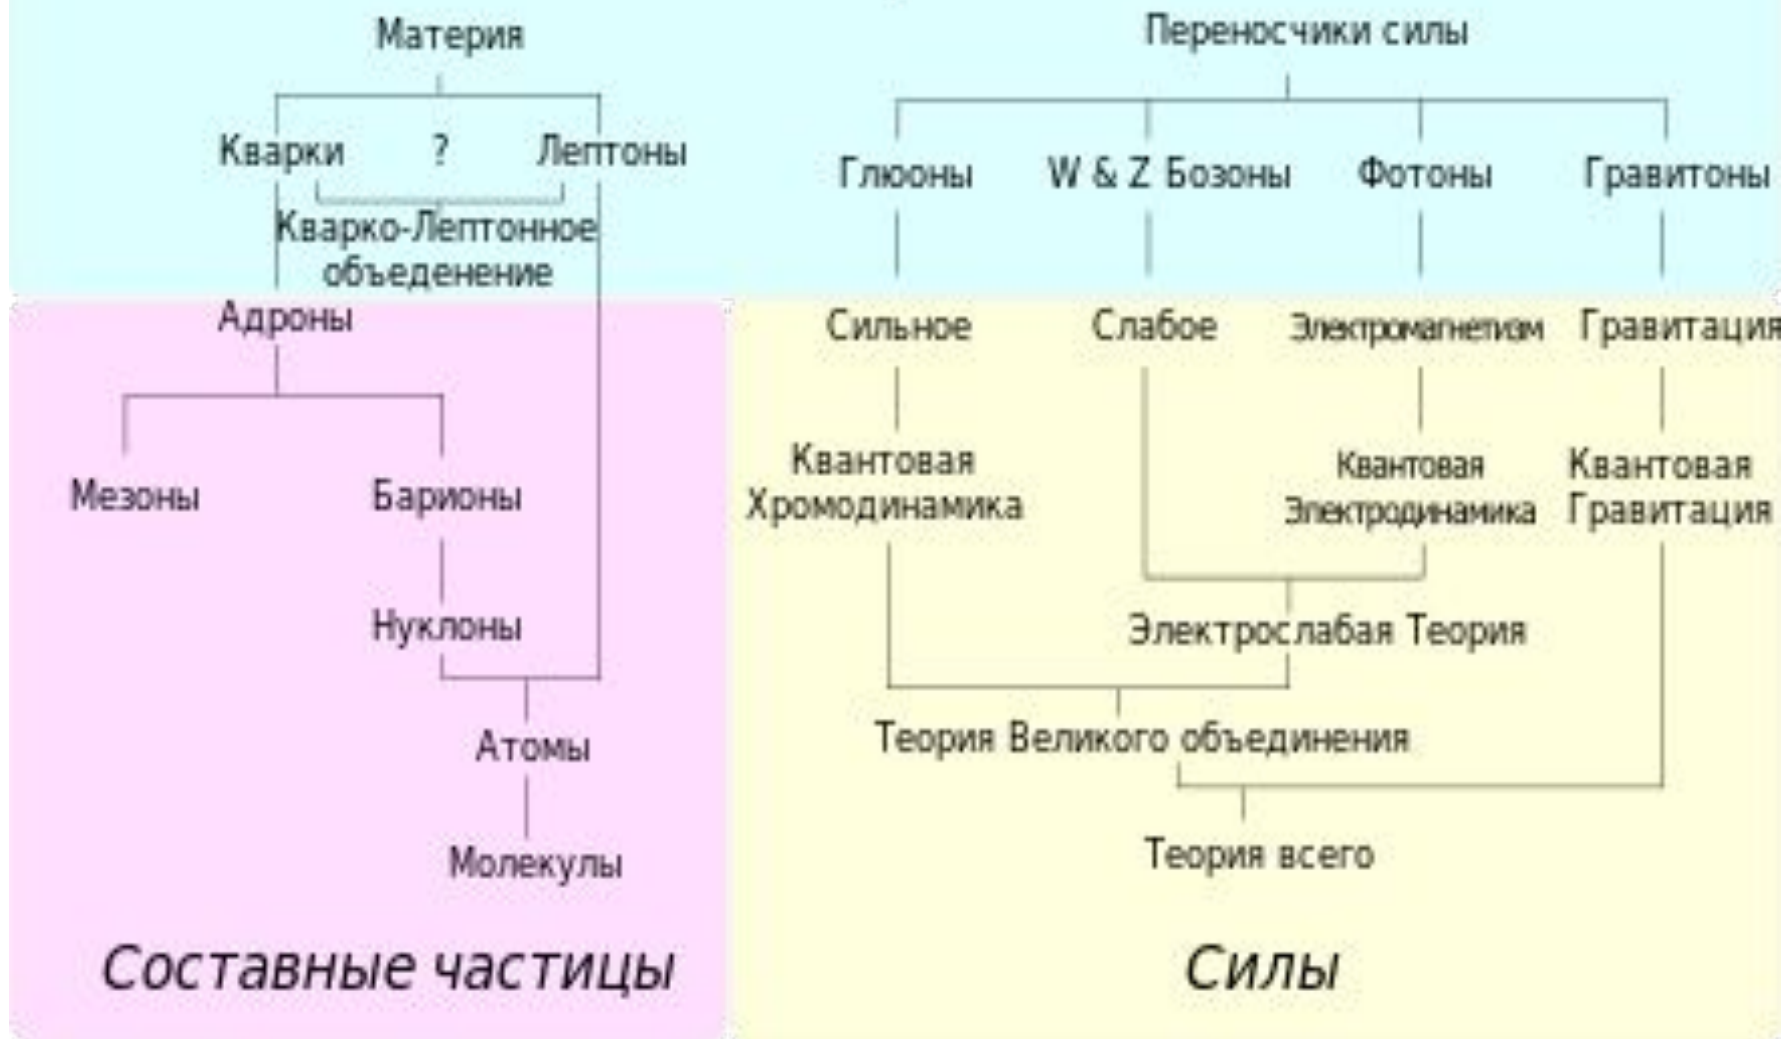 Материя
Переносчики силы
Кварки ? Лептоны
Глюоны W & Z Бозоны Фотоны Гравитоны
Кварко-Лептонное
объеденение
Адроны
Сильное Слабое Электромагнетизм Гравитация
Мезоны Барионы
Квантовая
Хромодинамика
Квантовая
Электродинамика
Квантовая
Гравитация
Нуклоны
Электрослабая Теория
Атомы
Теория Великого объединения
Молекулы
Теория всего
Составные частицы
Силы